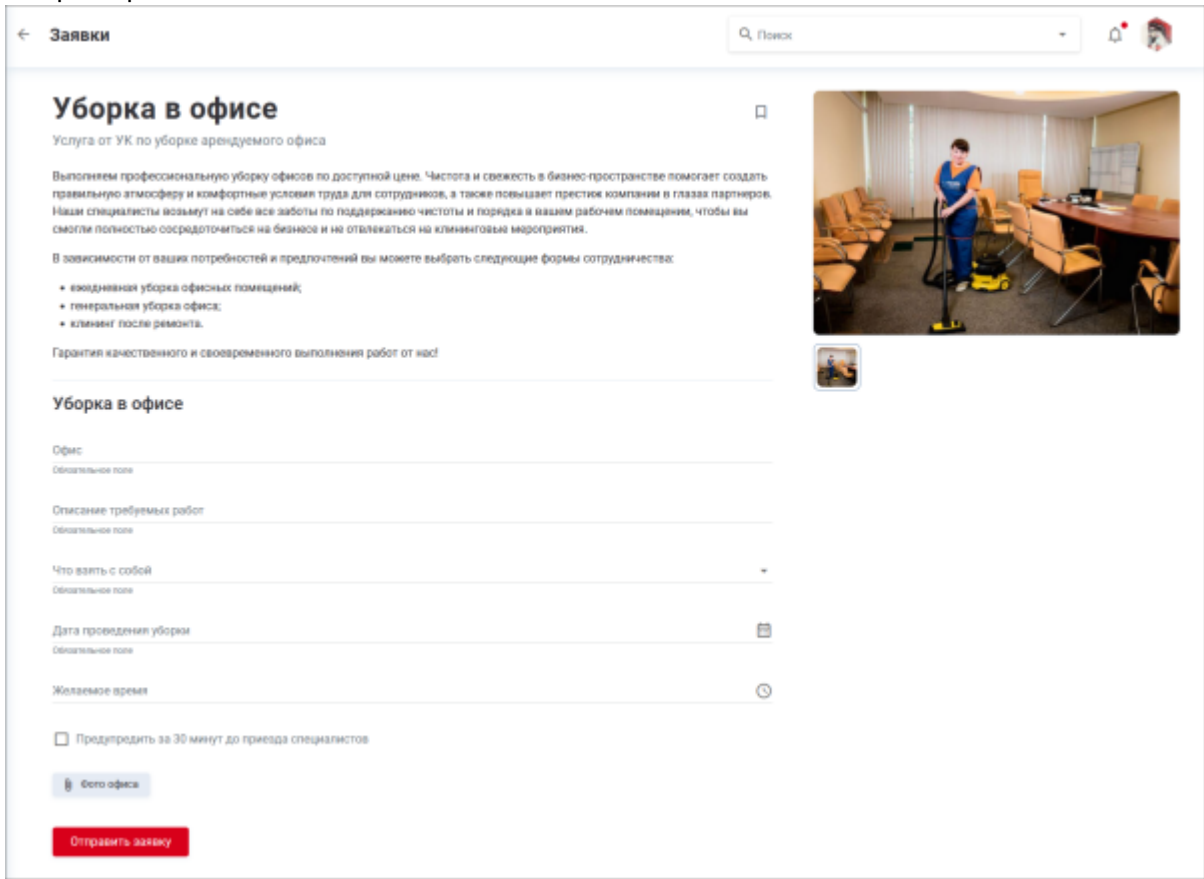 Заявки
Поиск
Уборка в офисе
Услуга от УК по уборке арендуемого офиса
Выполняем профессиональную уборку офисов по доступной цене. Чистота и свежесть в бизнес-пространстве помогает создать
правильную атмосферу и комфортные условия труда для сотрудников, а также повышает престиж компании в глазах партнеров.
Наши специалисты возьмут на себе все заботы по поддержанию чистоты и порядка в вашем рабочем помещении, чтобы вы
смогли полностью сосредоточиться на бизнесе и не отвлекаться на клининговые мероприятия.
В зависимости от ваших потребностей и предпочтений вы можете выбрать следующие формы сотрудничества:
• ежедневная уборка офисных помещений;
• генеральная уборка офиса;
• клининг после ремонта.
Гарантия качественного и своевременного выполнения работ от нас!
Уборка в офисе
Офис
Обязательное поле
Описание требуемых работ
Обязательное поле
Что взять с собой
Обязательное поле
Дата проведения уборки
Обязательное поле
Желаемое время
Предупредить за 30 минут до приезда специалистов
Фото офиса
Отправить заявку